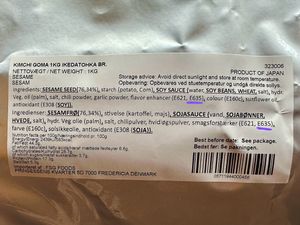 KIMCHI GOMA 1KG IKEDATOHKA BR.
NETTOVÆGT / NET WEIGHT : 1KG
SESAME
SESAM
323006
PRODUCT OF JAPAN
Storage advice: Avoid direct sunlight and store at room temperature.
Opbevaring: Opbevares ved stuetemperatur og undgå direkte sollys.
Ingredients: SESAME SEED(76,34%), starch (potato, Corn), SOY SAUCE (water, SOY BEANS, WHEAT, salt), hydr.
Veg. oil (palm), salt, chili powder, garlic powder, flavor enhancer (E621, E635), colour (E160c), sunflower oil,
antioxidant (E308 (SOY)).
Ingredienser: SESAMFRØ(76,34%), stivelse (kartoffel, majs), SOJASAUCE (vand, SOJABØNNER,
HVEDE, salt), hydr. Veg olie (palm), salt, chilipulver, hvidløgspulver, smagsforstærker (E621, E635),
farve (E160c), solsikkeolie, antioxidant (E308 (SOJA)).
Best before date: See package.
Bedst før: Se pakningen.
KVARTER 5D 7000 FREDERICIA DENMARK